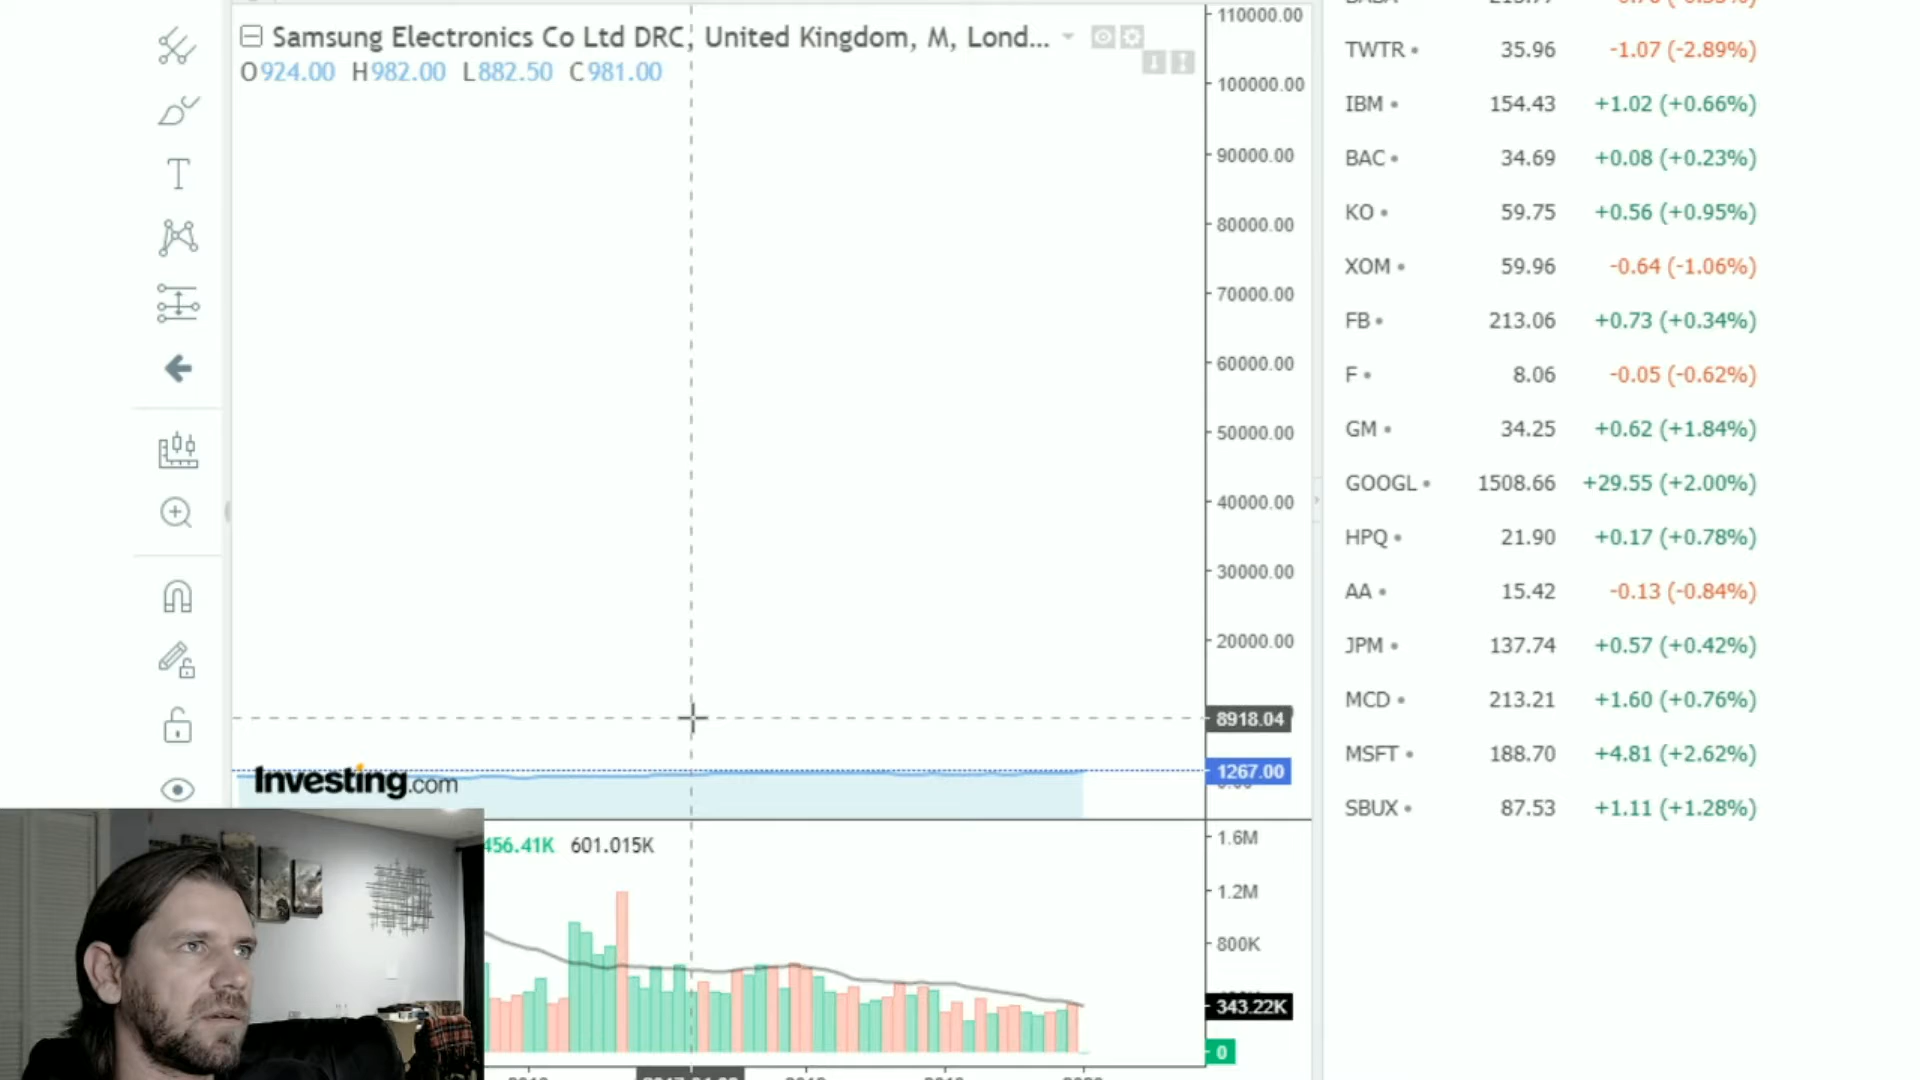 Samsung Electronics Co Ltd DRC, United Kingdom, M, Lond...
O924.00 H982.00 L882.50 C981.00
110000.00
100000.00
90000.00
80000.00
70000.00
60000.00
50000.00
40000.00
30000.00
20000.00
8918.04
1267.00
Investing.com
456.41K 601.015K
1.6M
1.2M
800K
343.22K
0
TWTR 35.96 -1.07 (-2.89%)
IBM 154.43 +1.02 (+0.66%)
BAC 34.69 +0.08 (+0.23%)
KO 59.75 +0.56 (+0.95%)
XOM 59.96 -0.64 (-1.06%)
FB 213.06 +0.73 (+0.34%)
F 8.06 -0.05 (-0.62%)
GM 34.25 +0.62 (+1.84%)
GOOGL 1508.66 +29.55 (+2.00%)
HPQ 21.90 +0.17 (+0.78%)
AA 15.42 -0.13 (-0.84%)
JPM 137.74 +0.57 (+0.42%)
MCD 213.21 +1.60 (+0.76%)
MSFT 188.70 +4.81 (+2.62%)
SBUX 87.53 +1.11 (+1.28%)